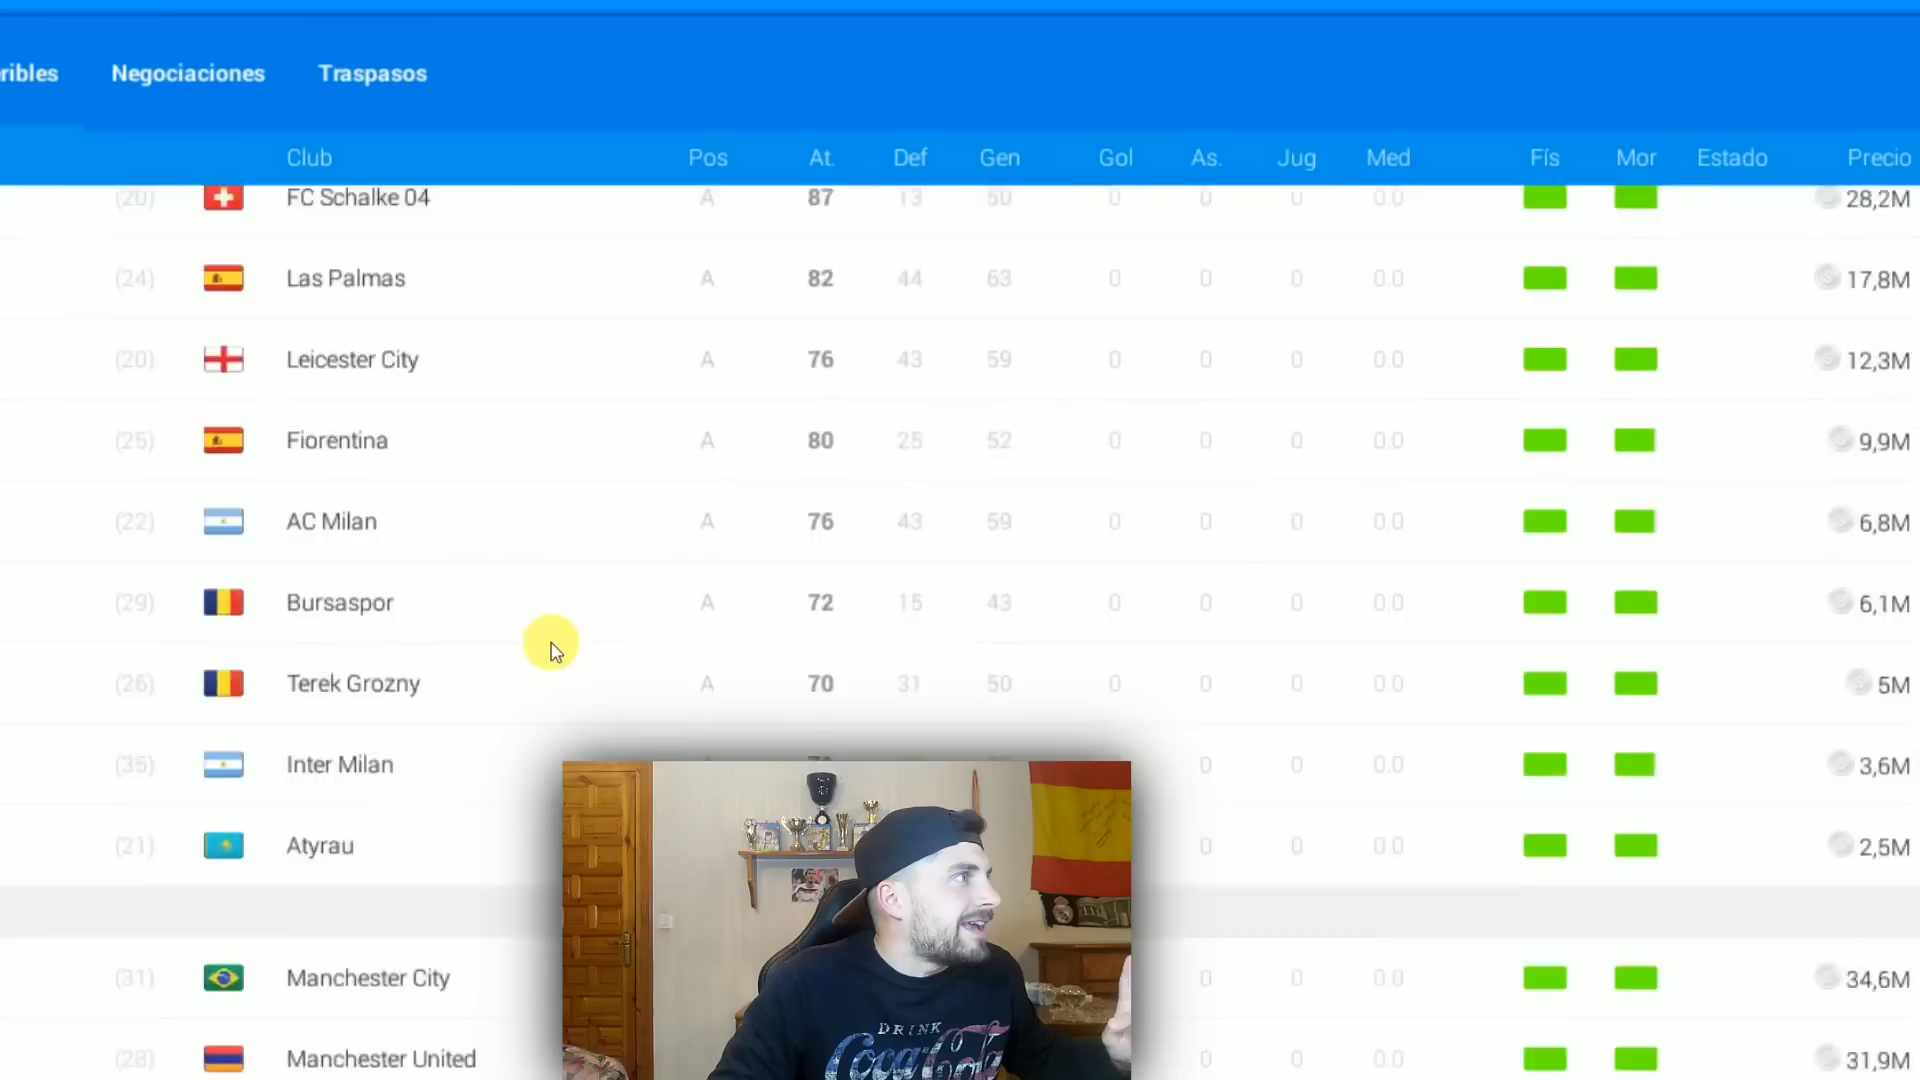 ribles Negociaciones Traspasos
Club Pos At. Def Gen Gol As. Jug Med Fís Mor Estado Precio
(20) FC Schalke 04 A 87 13 50 0 0 0 0.0 28,2M
(24) Las Palmas A 82 44 63 0 0 0 0.0 17,8M
(20) Leicester City A 76 43 59 0 0 0 0.0 12,3M
(25) Fiorentina A 80 25 52 0 0 0 0.0 9,9M
(22) AC Milan A 76 43 59 0 0 0 0.0 6,8M
(29) Bursaspor A 72 15 43 0 0 0 0.0 6,1M
(26) Terek Grozny A 70 31 50 0 0 0 0.0 5M
(35) Inter Milan 0 0 0.0 3,6M
(21) Atyrau 0 0 0.0 2,5M
(31) Manchester City 0 0 0.0 34,6M
(28) Manchester United 0 0 0.0 31,9M
DRINK
Coca-Cola